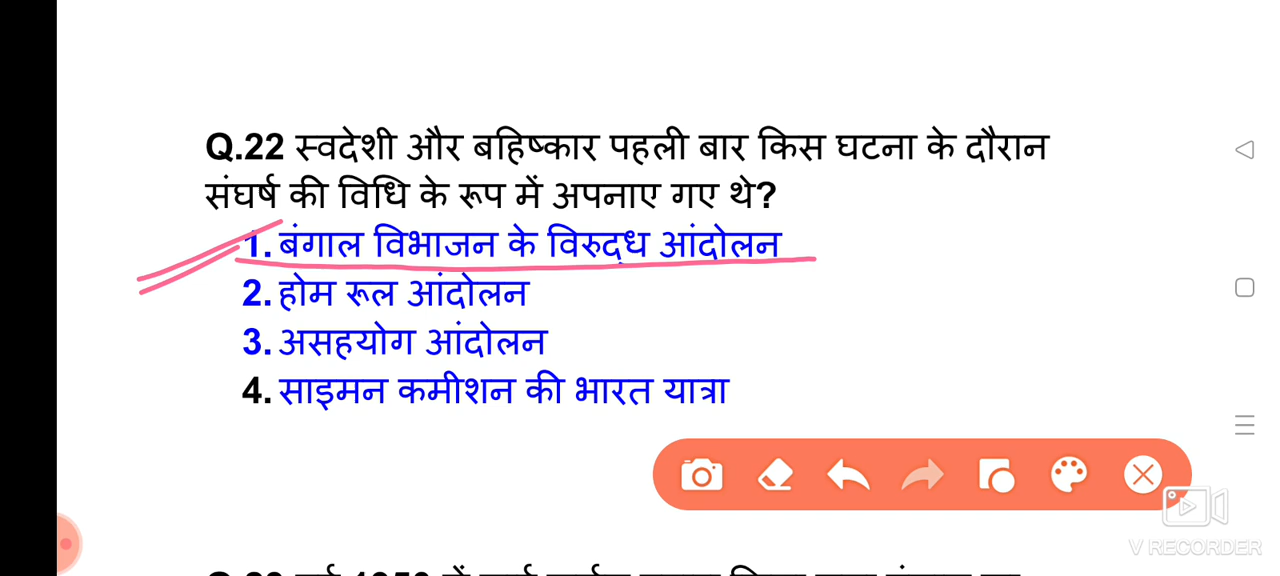 Q.22 स्वदेशी और बहिष्कार पहली बार किस घटना के दौरान
संघर्ष की विधि के रूप में अपनाए गए थे?
1. बंगाल विभाजन के विरुद्ध आंदोलन
2. होम रूल आंदोलन
3. असहयोग आंदोलन
4. साइमन कमीशन की भारत यात्रा
V RECORDER